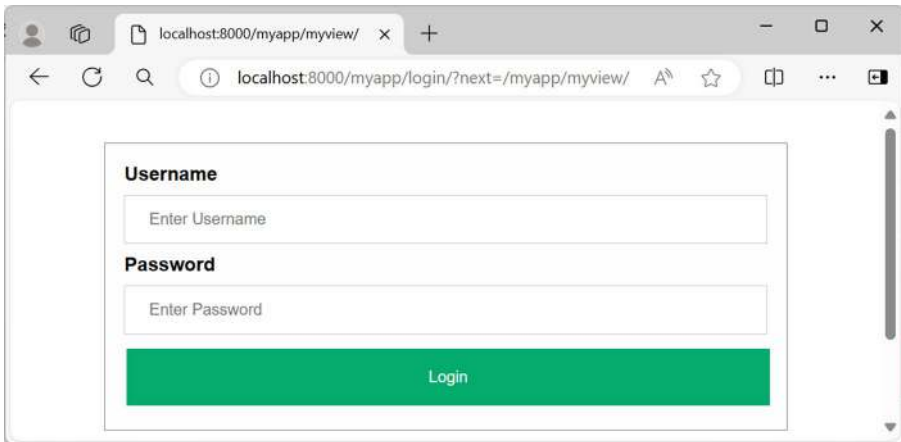 localhost:8000/myapp/myview/
localhost:8000/myapp/login/?next=/myapp/myview/
Username
Enter Username
Password
Enter Password
Login